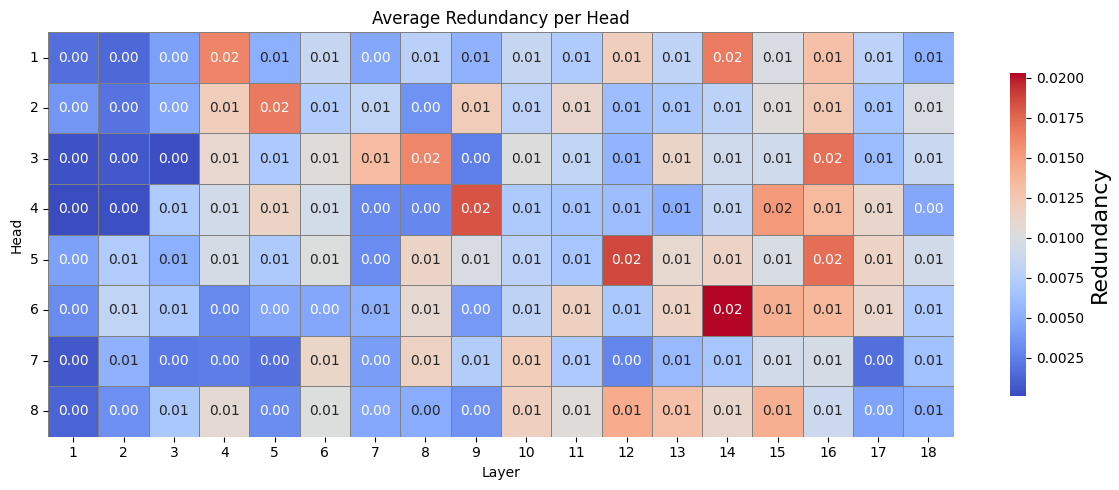 Average Redundancy per Head
1 0.00 0.00 0.00 0.02 0.01 0.01 0.00 0.01 0.01 0.01 0.01 0.01 0.01 0.02 0.01 0.01 0.01 0.01
2 0.00 0.00 0.00 0.01 0.02 0.01 0.01 0.00 0.01 0.01 0.01 0.01 0.01 0.01 0.01 0.01 0.01 0.01
3 0.00 0.00 0.00 0.01 0.01 0.01 0.01 0.02 0.00 0.01 0.01 0.01 0.01 0.01 0.01 0.02 0.01 0.01
4 0.00 0.00 0.01 0.01 0.01 0.01 0.00 0.00 0.02 0.01 0.01 0.01 0.01 0.01 0.02 0.01 0.01 0.00
5 0.00 0.01 0.01 0.01 0.01 0.01 0.00 0.01 0.01 0.01 0.01 0.02 0.01 0.01 0.01 0.02 0.01 0.01
6 0.00 0.01 0.01 0.00 0.00 0.00 0.01 0.01 0.00 0.01 0.01 0.01 0.01 0.02 0.01 0.01 0.01 0.01
7 0.00 0.01 0.00 0.00 0.00 0.01 0.00 0.01 0.01 0.01 0.01 0.00 0.01 0.01 0.01 0.01 0.00 0.01
8 0.00 0.00 0.01 0.01 0.00 0.01 0.00 0.00 0.00 0.01 0.01 0.01 0.01 0.01 0.01 0.01 0.00 0.01
1 2 3 4 5 6 7 8 9 10 11 12 13 14 15 16 17 18
Layer
Head
0.0200
0.0175
0.0150
0.0125
0.0100
0.0075
0.0050
0.0025
Redundancy